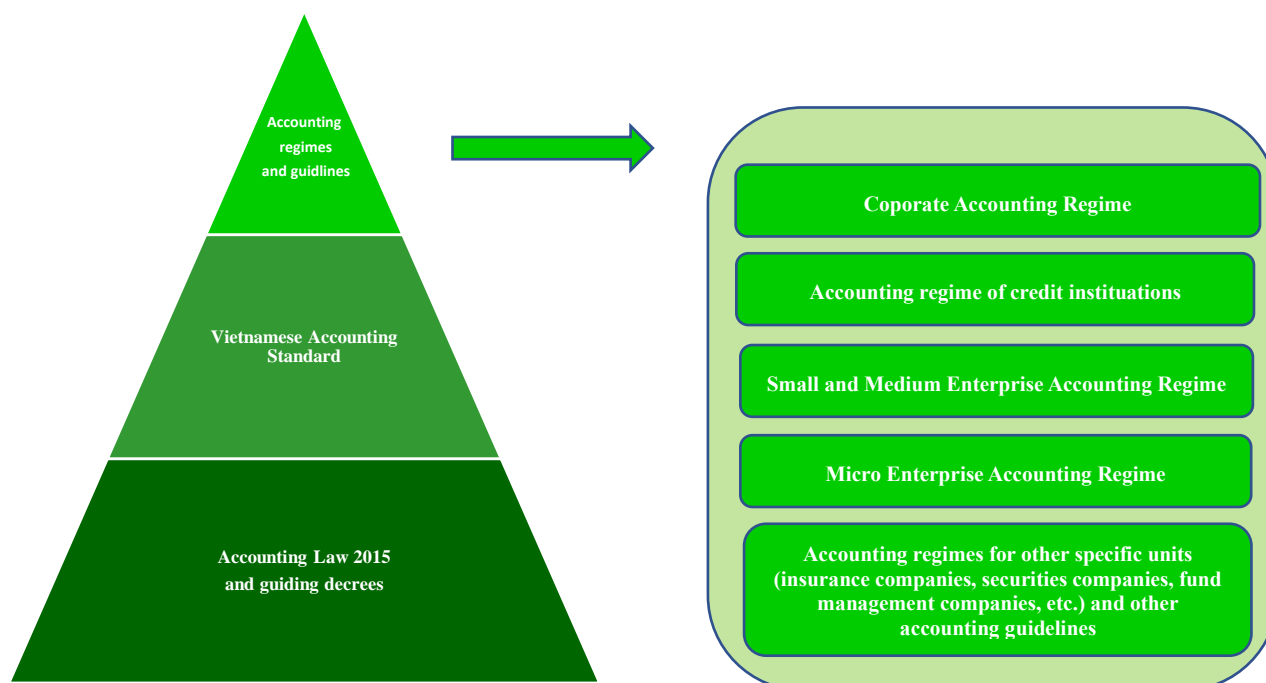 Accounting
regimes
and guidlines
Vietnamese Accounting
Standard
Accounting Law 2015
and guiding decrees
Coporate Accounting Regime
Accounting regime of credit instituations
Small and Medium Enterprise Accounting Regime
Micro Enterprise Accounting Regime
Accounting regimes for other specific units
(insurance companies, securities companies, fund
management companies, etc.) and other
accounting guidelines